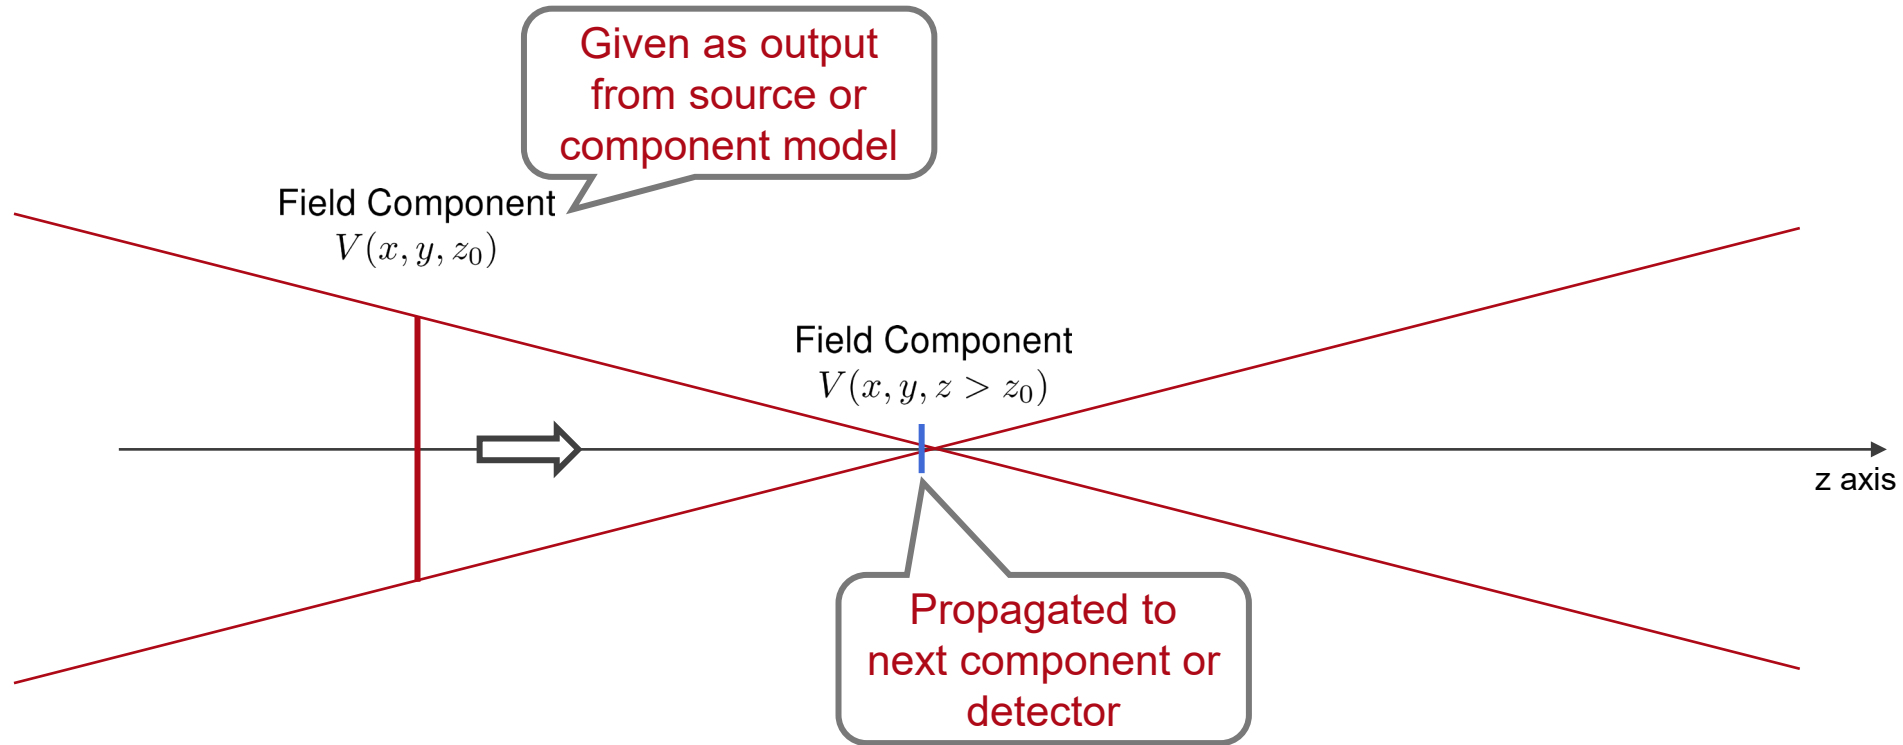 Given as output
from source or
component model
Field Component
V(x, y, z₀)
Field Component
V(x, y, z > z₀)
z axis
Propagated to
next component or
detector